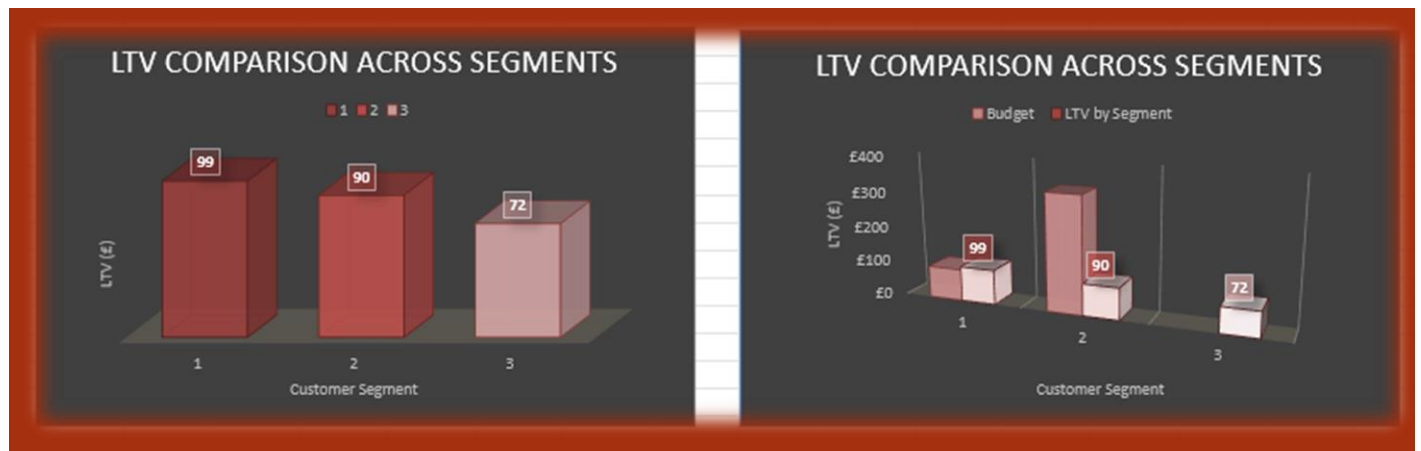 LTV COMPARISON ACROSS SEGMENTS
1 2 3
99
90
72
LTV (£)
1 2 3
Customer Segment
LTV COMPARISON ACROSS SEGMENTS
Budget LTV by Segment
£400
£300
£200
£100
£0
LTV (£)
99
90
72
1
2
3
Customer Segment